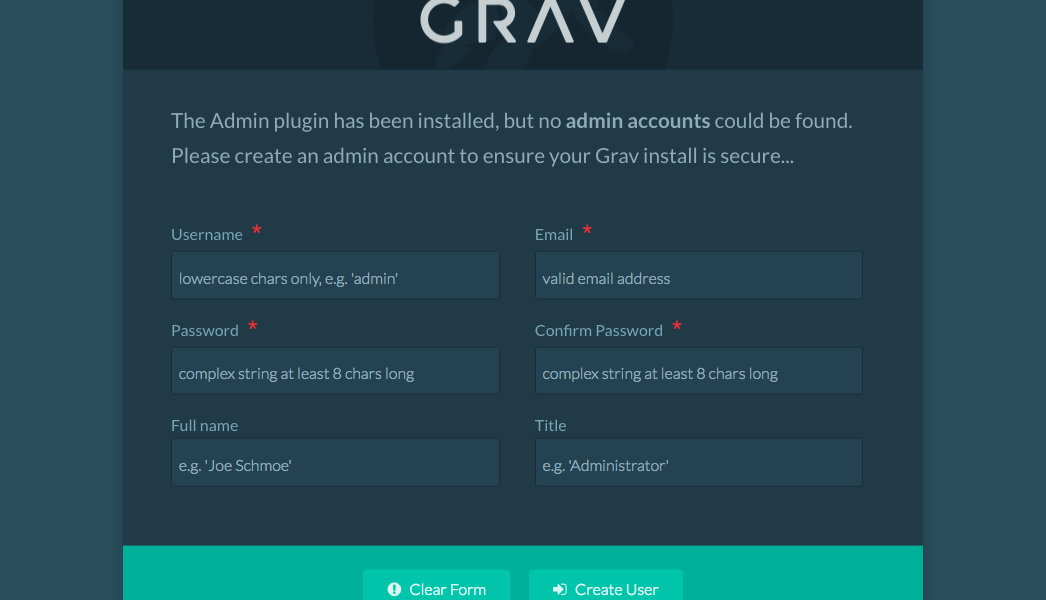 GRAV
The Admin plugin has been installed, but no admin accounts could be found.
Please create an admin account to ensure your Grav install is secure...
Username *
Email *
lowercase chars only, e.g. 'admin'
valid email address
Password *
Confirm Password *
complex string at least 8 chars long
complex string at least 8 chars long
Full name
Title
e.g. 'Joe Schmoe'
e.g. 'Administrator'
Clear Form
Create User